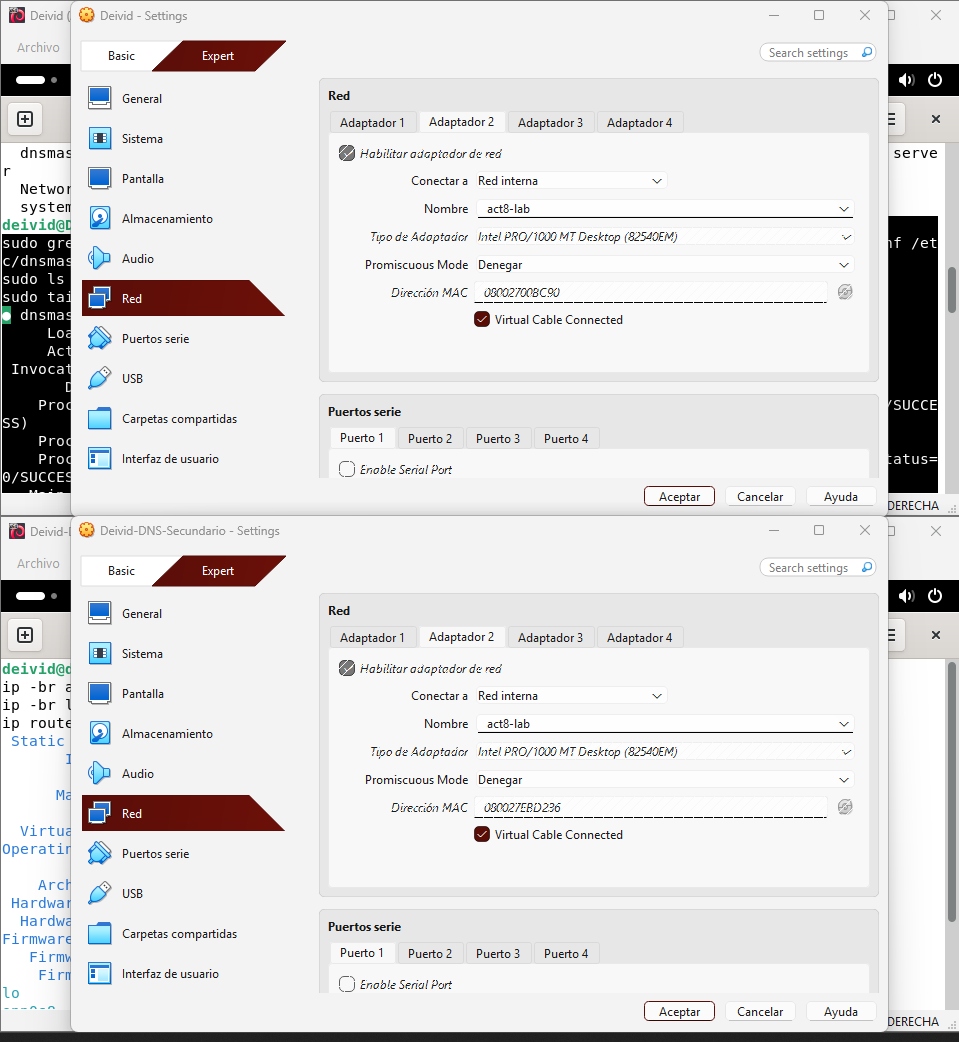 Deivid (
Deivid - Settings
Archivo
Basic
Expert
Search settings
General
Sistema
Pantalla
Almacenamiento
Audio
Red
Puertos serie
USB
Carpetas compartidas
Interfaz de usuario
Red
Adaptador 1
Adaptador 2
Adaptador 3
Adaptador 4
Habilitar adaptador de red
Conectar a Red interna
Nombre act8-lab
Tipo de Adaptador Intel PRO/1000 MT Desktop (82540EM)
Promiscuous Mode Denegar
Dirección MAC 08002700BC90
Virtual Cable Connected
Puertos serie
Puerto 1
Puerto 2
Puerto 3
Puerto 4
Enable Serial Port
Aceptar
Cancelar
Ayuda
dnsmas
serve
r
Networ
system
deivid@D
sudo gre
nf /et
c/dnsmas
sudo ls
sudo tai
● dnsmas
Loa
Act
Invocat
D
Proc
/SUCCE
SS)
Proc
Proc
tatus=
0/SUCCES
DERECHA
Deivid-
Deivid-DNS-Secundario - Settings
Archivo
Basic
Expert
Search settings
General
Sistema
Pantalla
Almacenamiento
Audio
Red
Puertos serie
USB
Carpetas compartidas
Interfaz de usuario
Red
Adaptador 1
Adaptador 2
Adaptador 3
Adaptador 4
Habilitar adaptador de red
Conectar a Red interna
Nombre act8-lab
Tipo de Adaptador Intel PRO/1000 MT Desktop (82540EM)
Promiscuous Mode Denegar
Dirección MAC 080027EBD236
Virtual Cable Connected
Puertos serie
Puerto 1
Puerto 2
Puerto 3
Puerto 4
Enable Serial Port
Aceptar
Cancelar
Ayuda
deivid@d
ip -br a
ip -br l
ip route
Static
I
Ma
Virtua
Operatin
Arch
Hardwar
Hardwa
Firmware
Firmw
Firm
lo
DERECHA